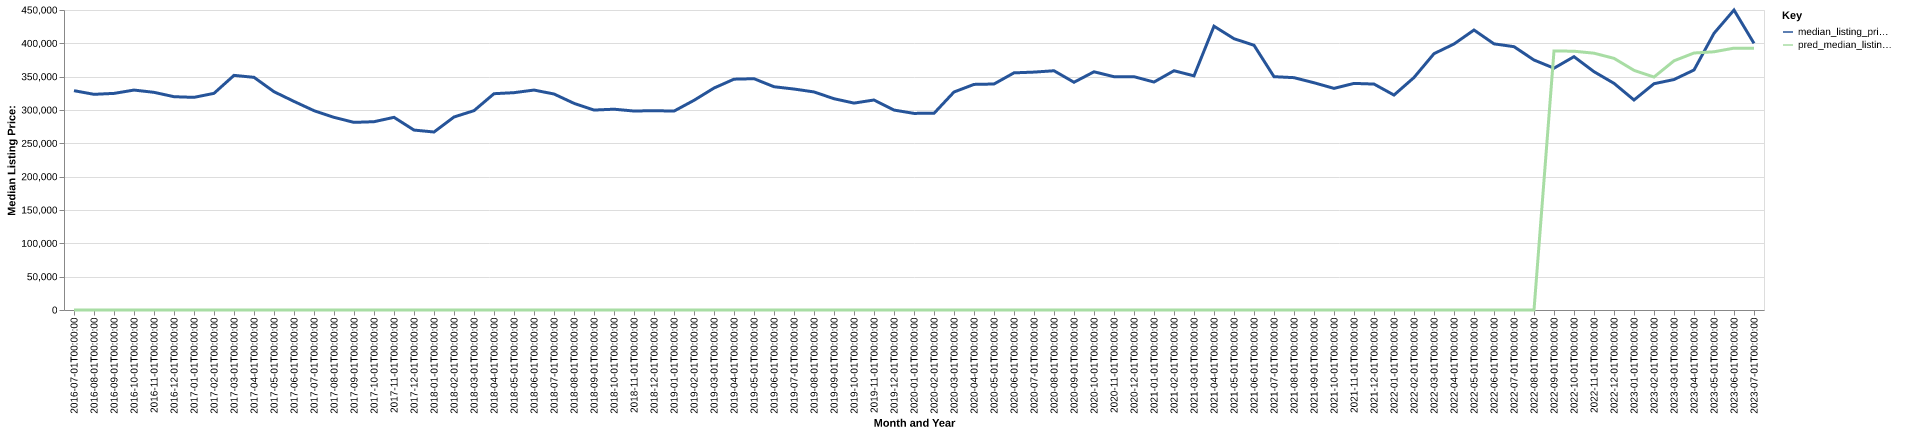 450,000
400,000
350,000
300,000
250,000
200,000
150,000
100,000
50,000
0
Median Listing Price:
2016-07-01T00:00:00
2016-08-01T00:00:00
2016-09-01T00:00:00
2016-10-01T00:00:00
2016-11-01T00:00:00
2016-12-01T00:00:00
2017-01-01T00:00:00
2017-02-01T00:00:00
2017-03-01T00:00:00
2017-04-01T00:00:00
2017-05-01T00:00:00
2017-06-01T00:00:00
2017-07-01T00:00:00
2017-08-01T00:00:00
2017-09-01T00:00:00
2017-10-01T00:00:00
2017-11-01T00:00:00
2017-12-01T00:00:00
2018-01-01T00:00:00
2018-02-01T00:00:00
2018-03-01T00:00:00
2018-04-01T00:00:00
2018-05-01T00:00:00
2018-06-01T00:00:00
2018-07-01T00:00:00
2018-08-01T00:00:00
2018-09-01T00:00:00
2018-10-01T00:00:00
2018-11-01T00:00:00
2018-12-01T00:00:00
2019-01-01T00:00:00
2019-02-01T00:00:00
2019-03-01T00:00:00
2019-04-01T00:00:00
2019-05-01T00:00:00
2019-06-01T00:00:00
2019-07-01T00:00:00
2019-08-01T00:00:00
2019-09-01T00:00:00
2019-10-01T00:00:00
2019-11-01T00:00:00
2019-12-01T00:00:00
2020-01-01T00:00:00
2020-02-01T00:00:00
2020-03-01T00:00:00
2020-04-01T00:00:00
2020-05-01T00:00:00
2020-06-01T00:00:00
2020-07-01T00:00:00
2020-08-01T00:00:00
2020-09-01T00:00:00
2020-10-01T00:00:00
2020-11-01T00:00:00
2020-12-01T00:00:00
2021-01-01T00:00:00
2021-02-01T00:00:00
2021-03-01T00:00:00
2021-04-01T00:00:00
2021-05-01T00:00:00
2021-06-01T00:00:00
2021-07-01T00:00:00
2021-08-01T00:00:00
2021-09-01T00:00:00
2021-10-01T00:00:00
2021-11-01T00:00:00
2021-12-01T00:00:00
2022-01-01T00:00:00
2022-02-01T00:00:00
2022-03-01T00:00:00
2022-04-01T00:00:00
2022-05-01T00:00:00
2022-06-01T00:00:00
2022-07-01T00:00:00
2022-08-01T00:00:00
2022-09-01T00:00:00
2022-10-01T00:00:00
2022-11-01T00:00:00
2022-12-01T00:00:00
2023-01-01T00:00:00
2023-02-01T00:00:00
2023-03-01T00:00:00
2023-04-01T00:00:00
2023-05-01T00:00:00
2023-06-01T00:00:00
2023-07-01T00:00:00
Month and Year
Key
median_listing_pri…
pred_median_listin…